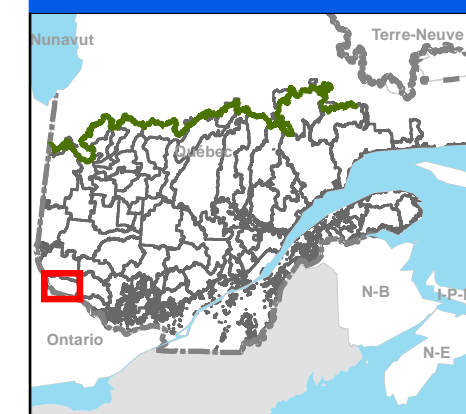 Nunavut
Terre-Neuve
Québec
N-B
I-P-
Ontario
N-E